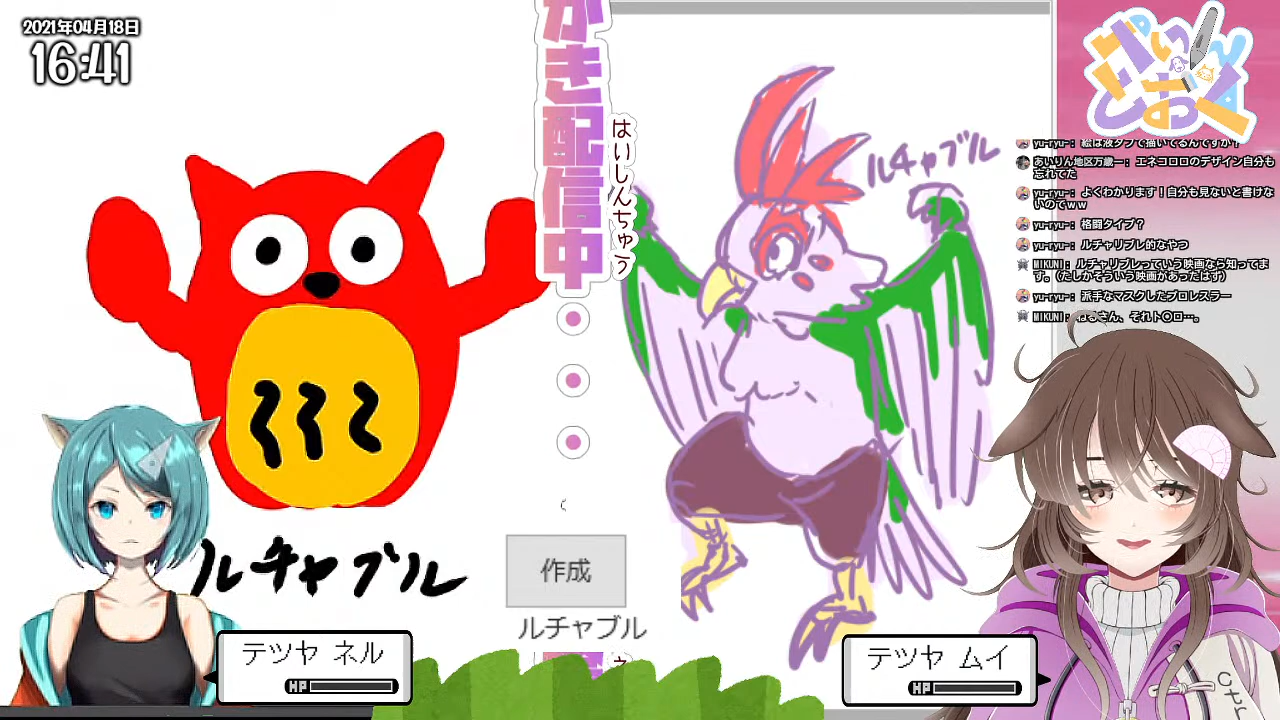 2021年04月18日
16:41
がき配信中
はいしんちゅう
ルチャブル
yu-ryu-: 絵は液タブで描いてるんですか?
あいりん地区万歳ー: エネコロロのデザイン自分も
忘れてた
yu-ryu-: よくわかります!自分も見ないと書けな
いのでww
yu-ryu-: 格闘タイプ?
yu-ryu-: ルチャリブレ的なやつ
MIKUNI: ルチャリブレっていう映画なら知ってま
す。(たしかそういう映画があったはず)
yu-ryu-: 派手なマスクしたプロレスラー
MIKUNI: ねるさん、それト〇ロ…。
ルチャブル
作成
ルチャブル
テツヤ ネル
HP
テツヤ ムイ
HP